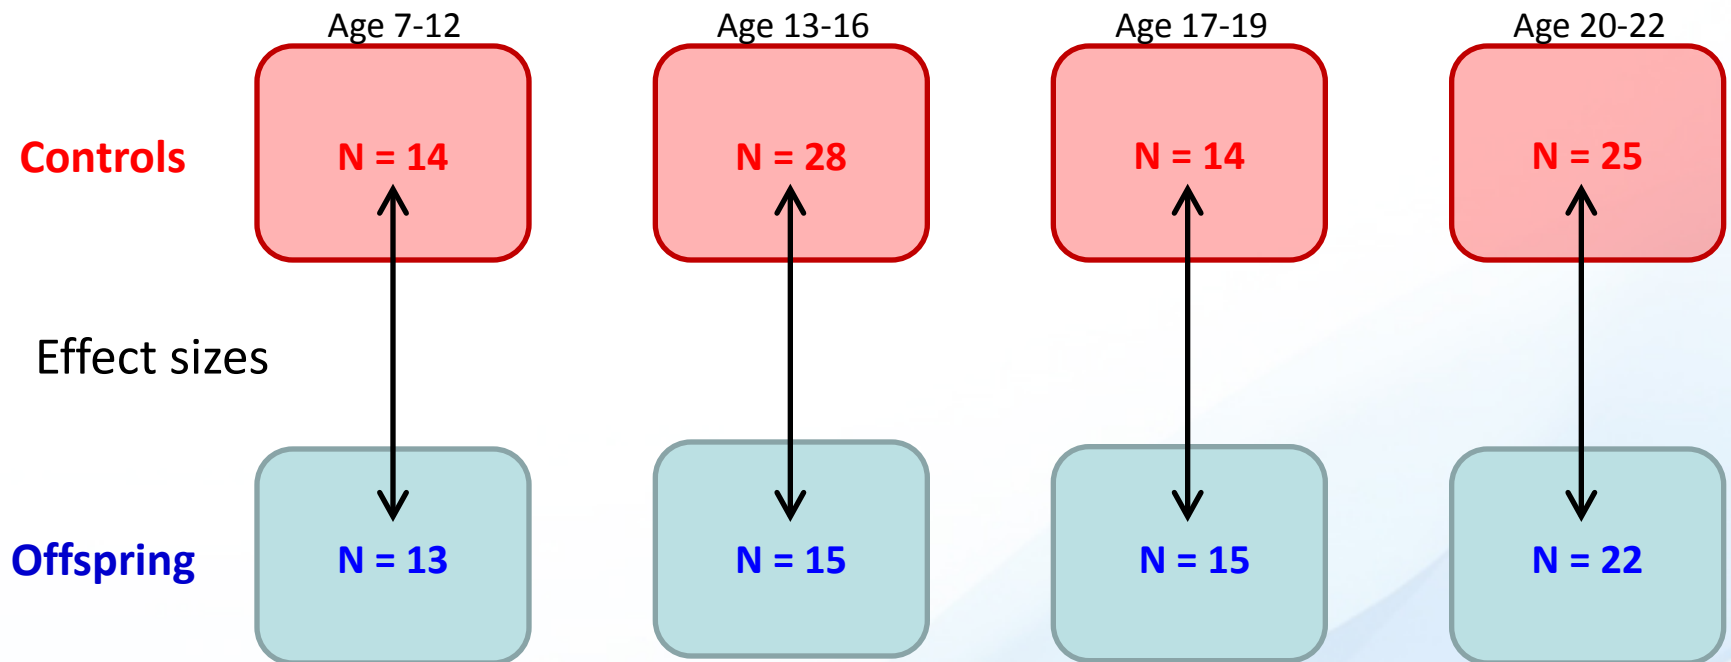 Age 7-12
Age 13-16
Age 17-19
Age 20-22
Controls
N = 14
N = 28
N = 14
N = 25
Effect sizes
Offspring
N = 13
N = 15
N = 15
N = 22